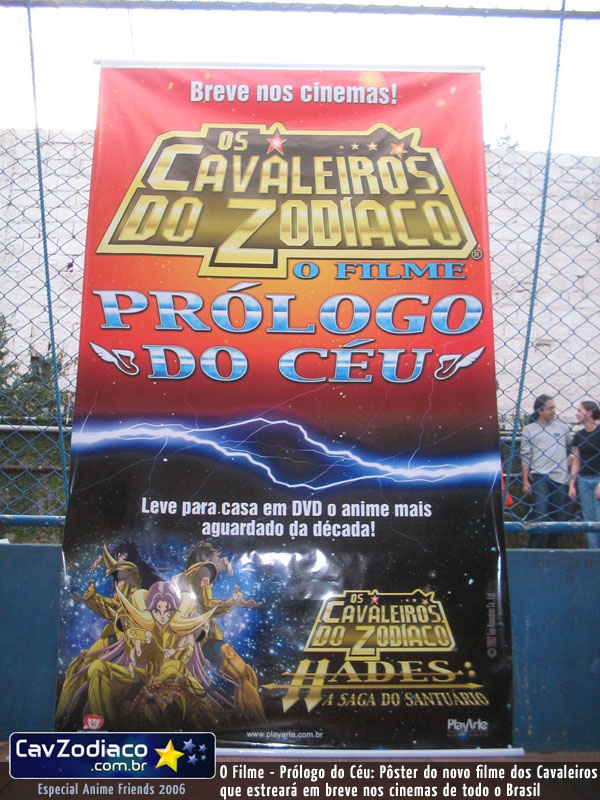 Breve nos cinemas!
OS
CAVALEIROS
DO ZODÍACO
®
O FILME
PRÓLOGO
DO CÉU
Leve para casa em DVD o anime mais
aguardado da década!
OS
CAVALEIROS
DO ZODÍACO
HADES:
A SAGA DO SANTUÁRIO
www.playarte.com.br
PlayArte
CavZodiaco
.com.br
Especial Anime Friends 2006
O Filme - Prólogo do Céu: Pôster do novo filme dos Cavaleiros
que estreará em breve nos cinemas de todo o Brasil